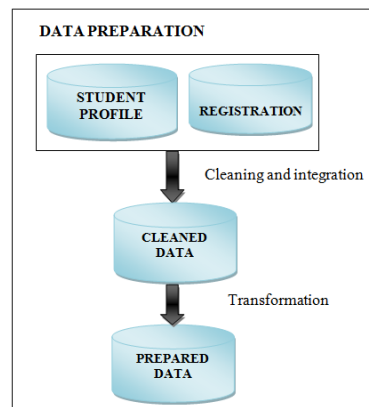 DATA PREPARATION
STUDENT
PROFILE
REGISTRATION
Cleaning and integration
CLEANED
DATA
Transformation
PREPARED
DATA